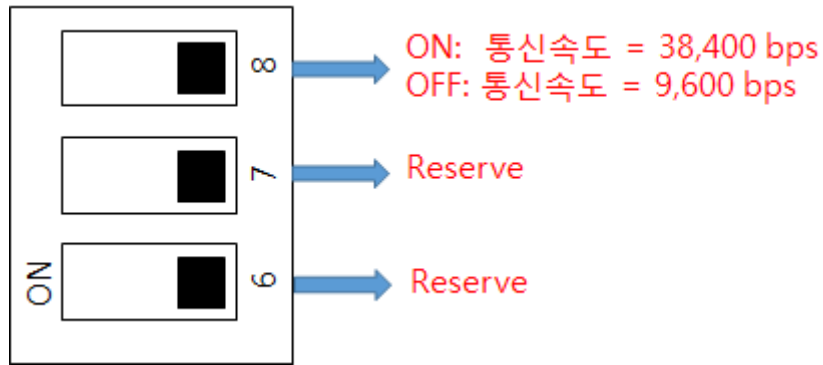 8
ON:  통신속도 = 38,400 bps
OFF: 통신속도 = 9,600 bps
7
Reserve
ON
6
Reserve